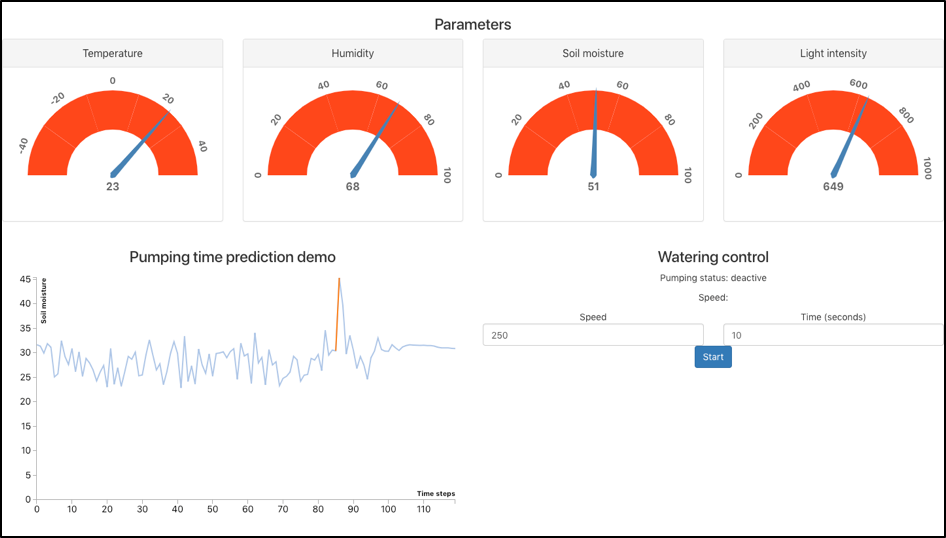 Parameters
Temperature
Humidity
Soil moisture
Light intensity
-40
-20
0
20
40
23
0
20
40
60
80
100
68
0
20
40
60
80
100
51
0
200
400
600
800
1000
649
Pumping time prediction demo
Soil moisture
45
40
35
30
25
20
15
10
5
0
0 10 20 30 40 50 60 70 80 90 100 110
Time steps
Watering control
Pumping status: deactive
Speed:
Speed
Time (seconds)
250
10
Start